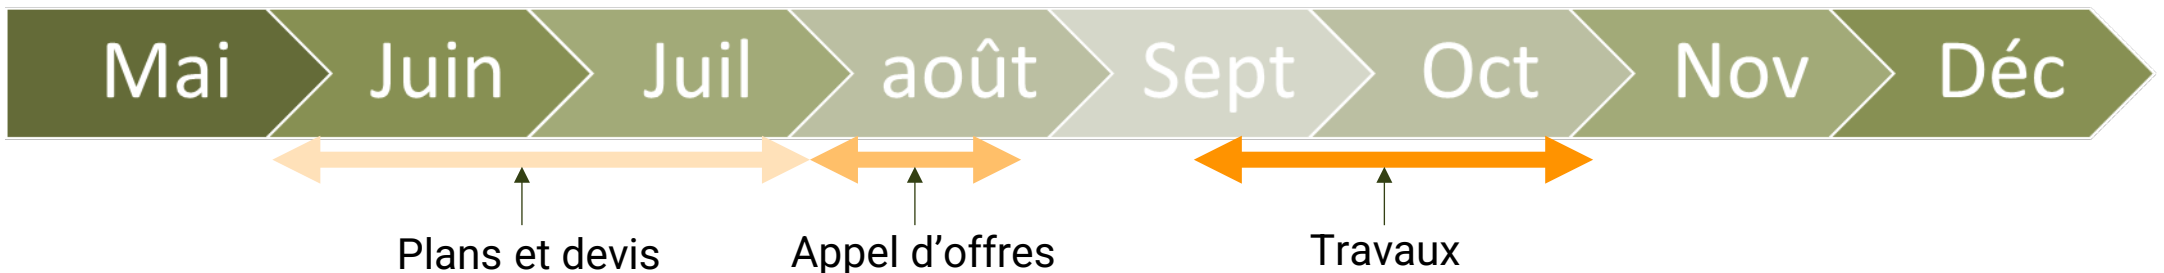 Mai Juin Juil août Sept Oct Nov Déc
Plans et devis Appel d’offres Travaux